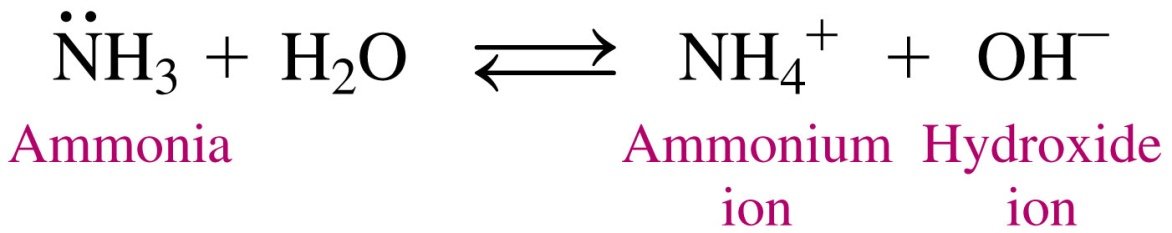 N̈H₃ + H₂O ⇌ NH₄⁺ + OH⁻
Ammonia Ammonium Hydroxide
ion ion